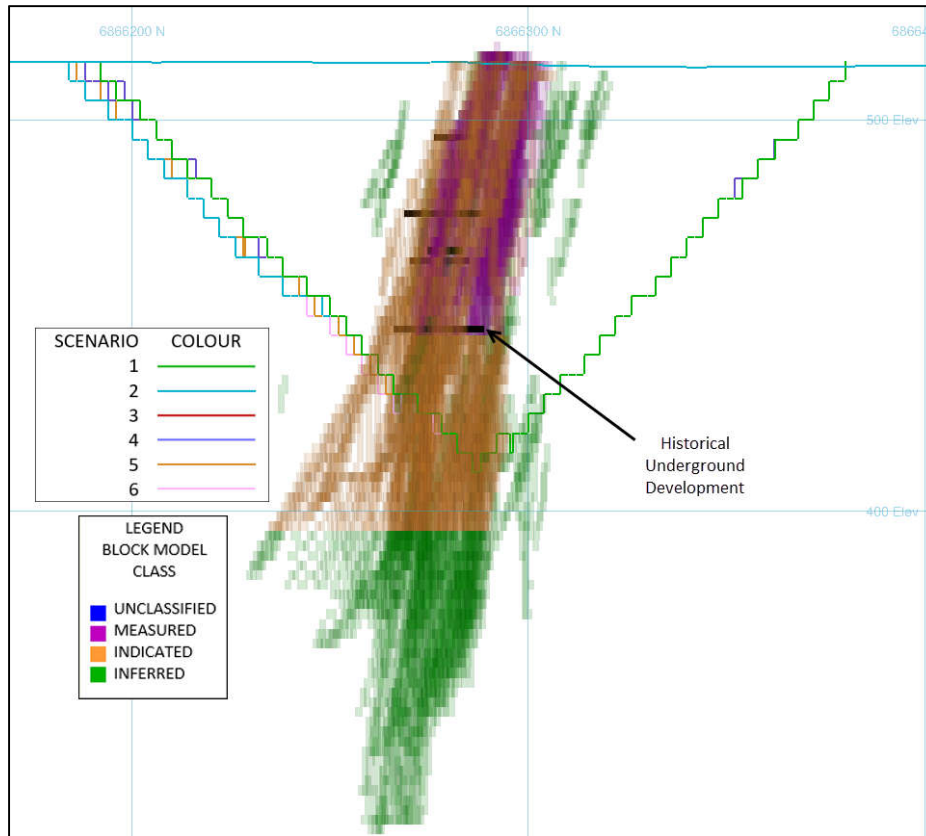 6866200 N
6866300 N
68664
500 Elev
SCENARIO COLOUR
1
2
3
4
5
6
Historical
Underground
Development
400 Elev
LEGEND
BLOCK MODEL
CLASS
UNCLASSIFIED
MEASURED
INDICATED
INFERRED